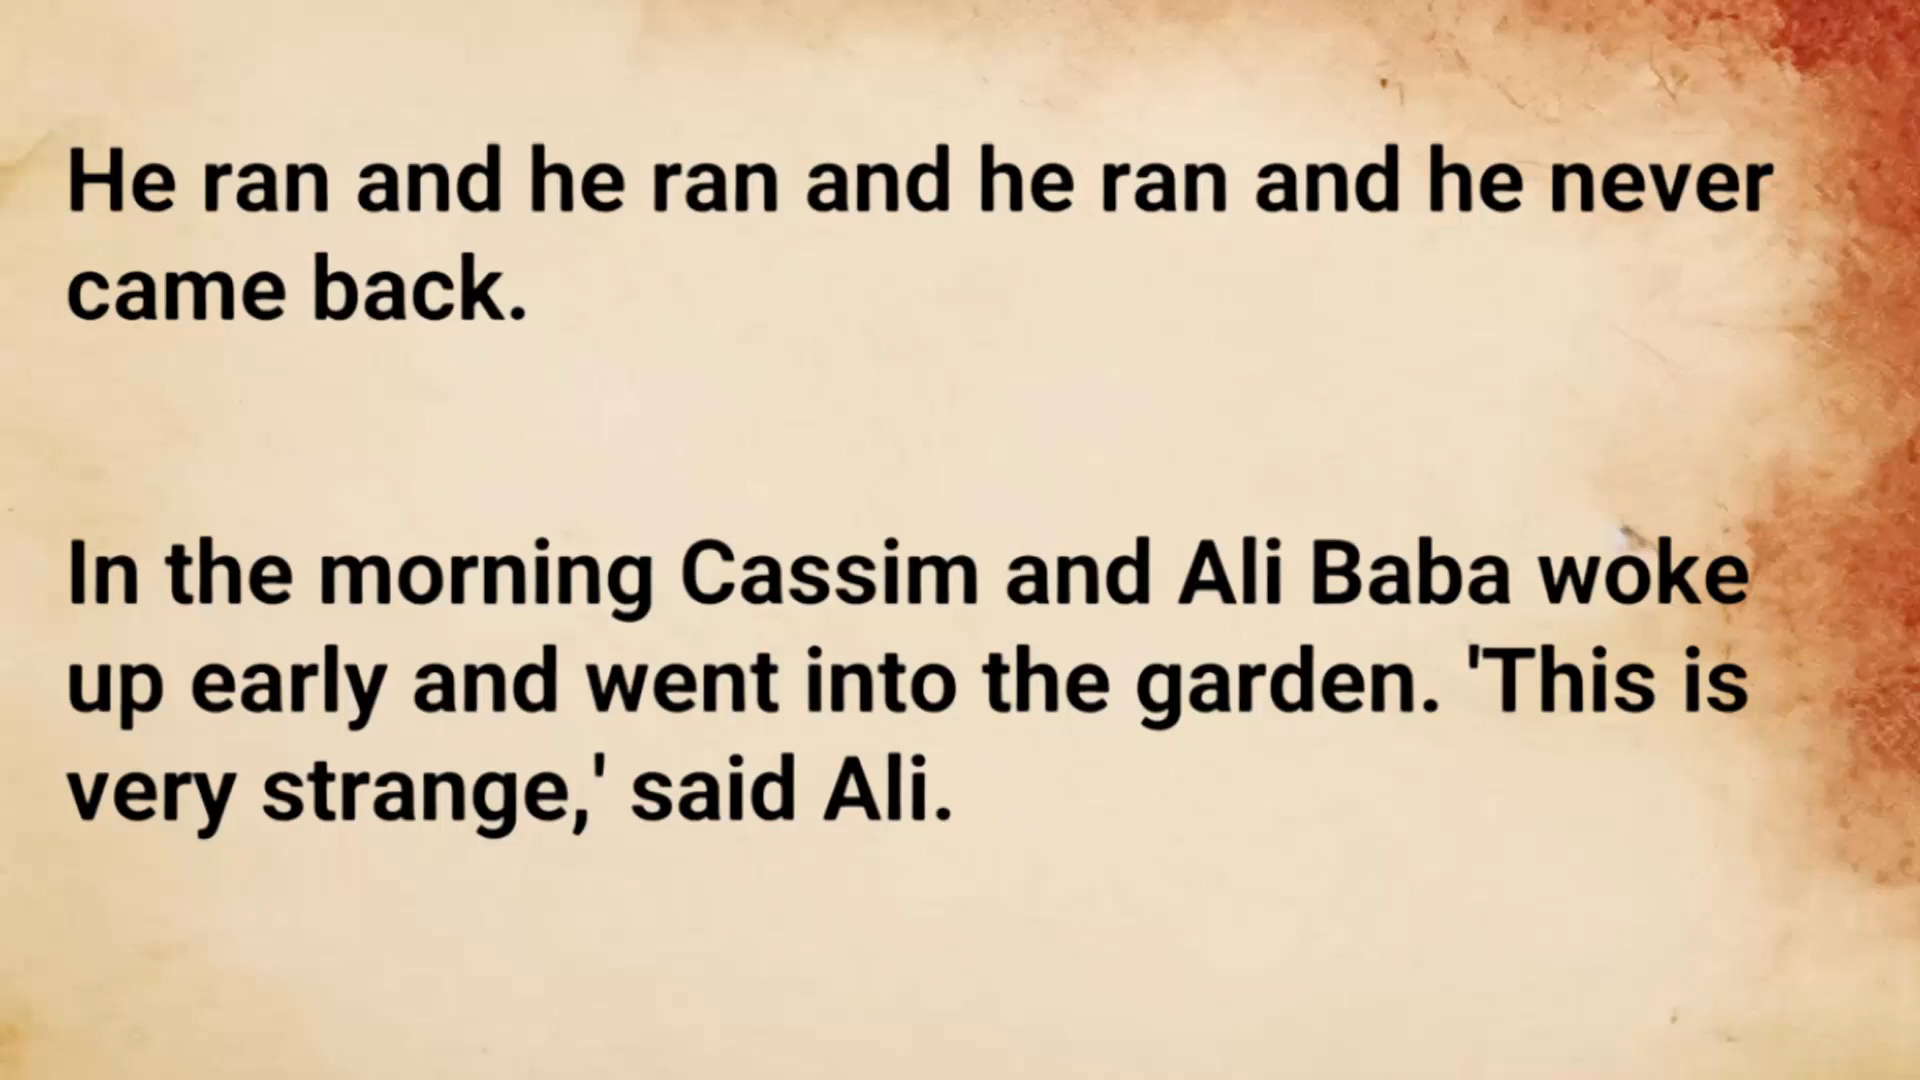 He ran and he ran and he ran and he never
came back.
In the morning Cassim and Ali Baba woke
up early and went into the garden. 'This is
very strange,' said Ali.